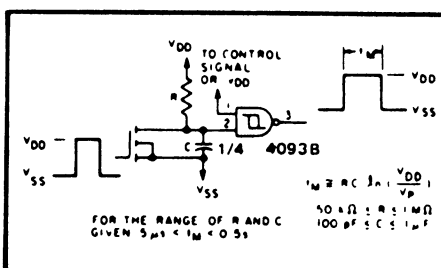 VDD
TO CONTROL
SIGNAL
OR VDD
R
1
2
3
tM
VDD
VSS
VDD
VSS
C
1/4 4093B
VSS
tM ≅ RC ln (VDD/VP)
50 kΩ ≤ R ≤ 1 MΩ
100 pF ≤ C ≤ 1 µF
FOR THE RANGE OF R AND C
GIVEN 5 µs < tM < 0.5s